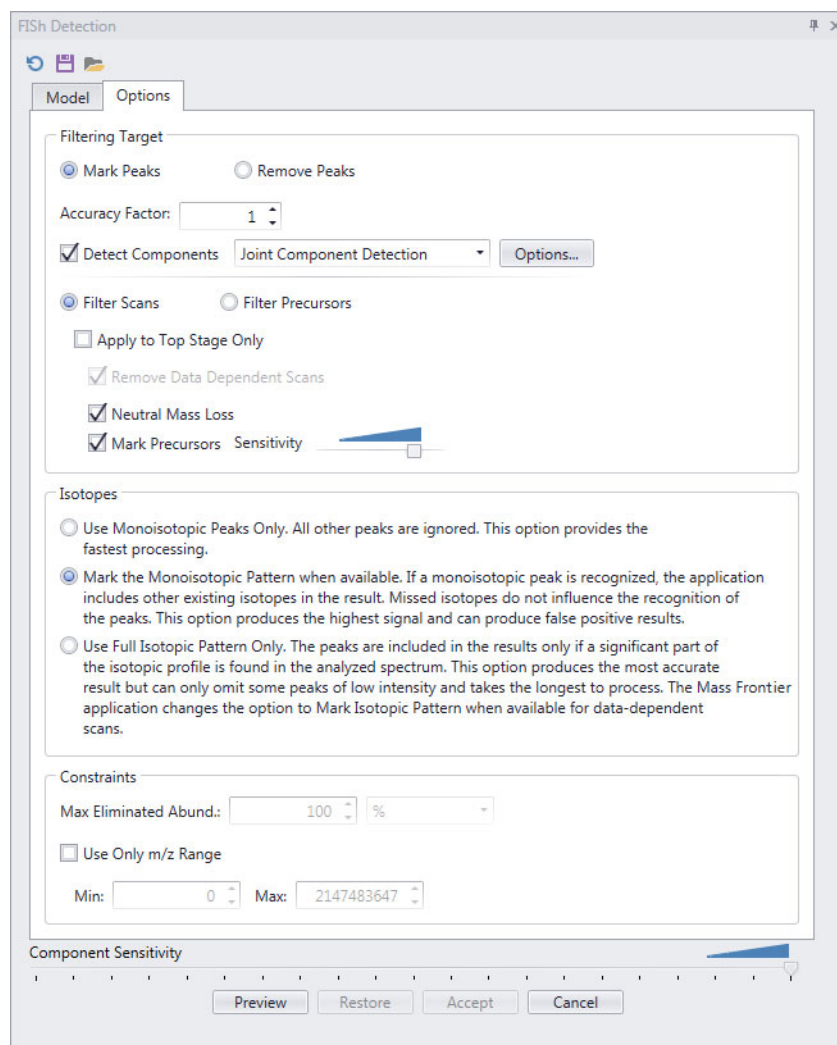 FISh Detection
Model Options
Filtering Target
Mark Peaks Remove Peaks
Accuracy Factor: 1
Detect Components Joint Component Detection Options...
Filter Scans Filter Precursors
Apply to Top Stage Only
Remove Data Dependent Scans
Neutral Mass Loss
Mark Precursors Sensitivity
Isotopes
Use Monoisotopic Peaks Only. All other peaks are ignored. This option provides the
fastest processing.
Mark the Monoisotopic Pattern when available. If a monoisotopic peak is recognized, the application
includes other existing isotopes in the result. Missed isotopes do not influence the recognition of
the peaks. This option produces the highest signal and can produce false positive results.
Use Full Isotopic Pattern Only. The peaks are included in the results only if a significant part of
the isotopic profile is found in the analyzed spectrum. This option produces the most accurate
result but can only omit some peaks of low intensity and takes the longest to process. The Mass Frontier
application changes the option to Mark Isotopic Pattern when available for data-dependent
scans.
Constraints
Max Eliminated Abund.: 100 %
Use Only m/z Range
Min: 0 Max: 2147483647
Component Sensitivity
Preview Restore Accept Cancel